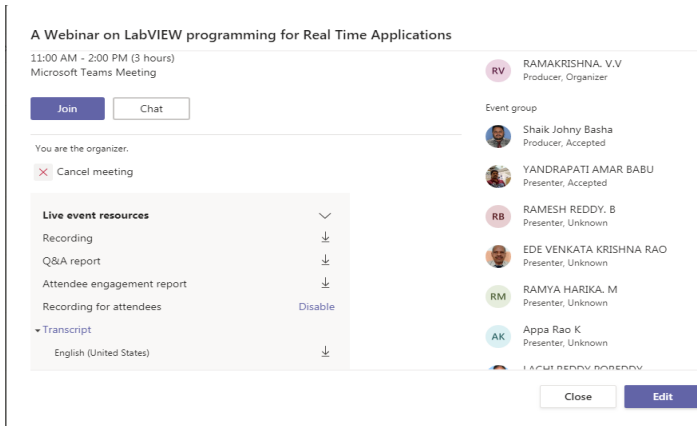 A Webinar on LabVIEW programming for Real Time Applications
11:00 AM - 2:00 PM (3 hours)
Microsoft Teams Meeting
Join
Chat
You are the organizer.
Cancel meeting
Live event resources
Recording
Q&A report
Attendee engagement report
Recording for attendees
Disable
Transcript
English (United States)
RV
RAMAKRISHNA. V.V
Producer, Organizer
Event group
Shaik Johny Basha
Producer, Accepted
YANDRAPATI AMAR BABU
Presenter, Accepted
RB
RAMESH REDDY. B
Presenter, Unknown
EDE VENKATA KRISHNA RAO
Presenter, Unknown
RM
RAMYA HARIKA. M
Presenter, Unknown
AK
Appa Rao K
Presenter, Unknown
LACHI REDDY POREDDY
Close
Edit